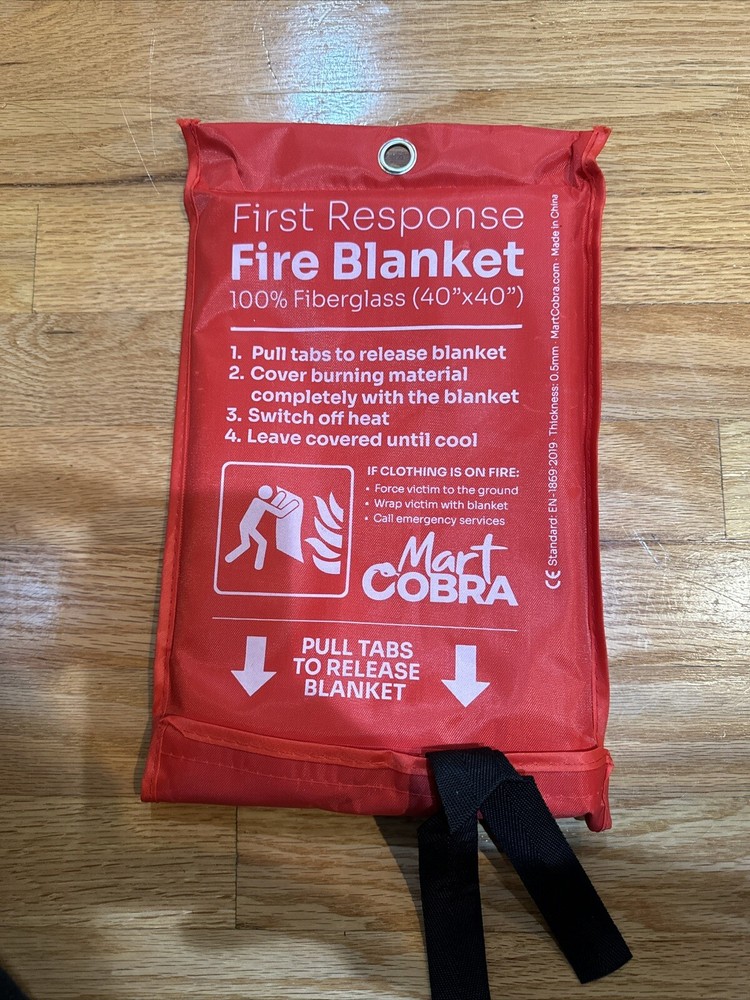 First Response
Fire Blanket
100% Fiberglass (40”x40”)
1. Pull tabs to release blanket
2. Cover burning material
completely with the blanket
3. Switch off heat
4. Leave covered until cool
IF CLOTHING IS ON FIRE:
• Force victim to the ground
• Wrap victim with blanket
• Call emergency services
Mart
COBRA
PULL TABS
TO RELEASE
BLANKET
CE Standard: EN-1869:2019 · Thickness: 0.5mm · MartCobra.com · Made in China